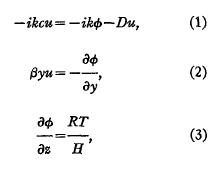 −ikcu = −ikϕ − Du, (1)
βyu = −∂ϕ/∂y, (2)
∂ϕ/∂z = RT/H, (3)